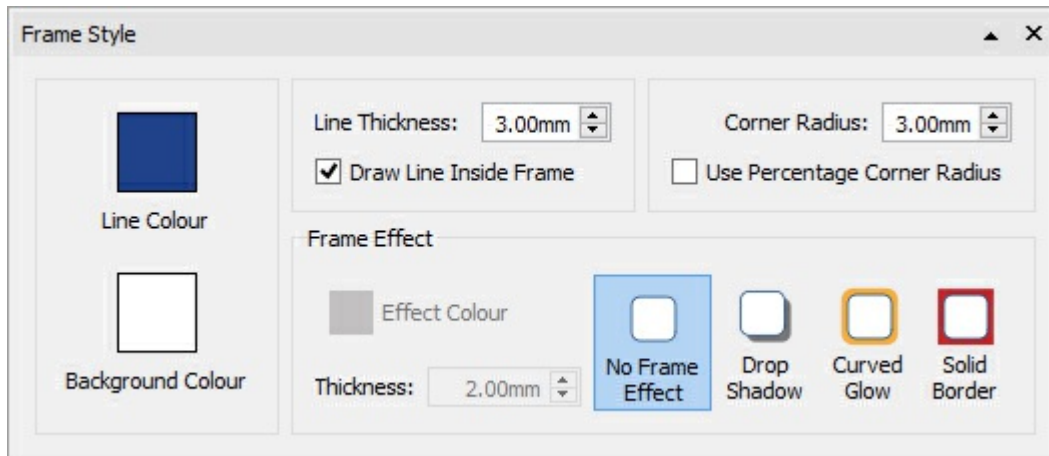 Frame Style
Line Colour
Background Colour
Line Thickness: 3.00mm
Draw Line Inside Frame
Corner Radius: 3.00mm
Use Percentage Corner Radius
Frame Effect
Effect Colour
Thickness: 2.00mm
No Frame
Effect
Drop
Shadow
Curved
Glow
Solid
Border